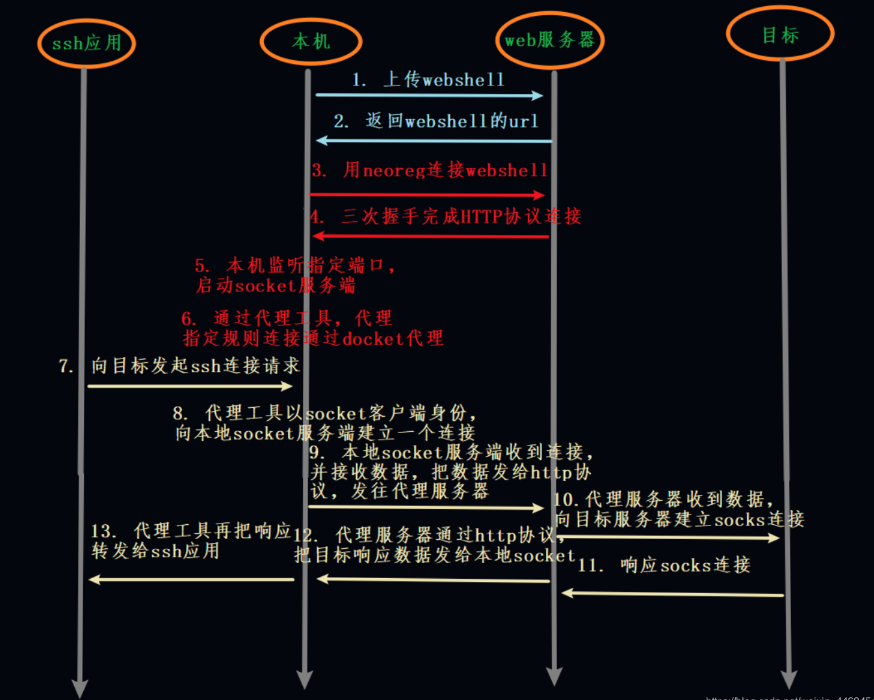 ssh应用
本机
web服务器
目标
1. 上传webshell
2. 返回webshell的url
3. 用neoreg连接webshell
4. 三次握手完成HTTP协议连接
5. 本机监听指定端口，
启动socket服务端
6. 通过代理工具，代理
指定规则连接通过docket代理
7. 向目标发起ssh连接请求
8. 代理工具以socket客户端身份，
向本地socket服务端建立一个连接
9. 本地socket服务端收到连接，
并接收数据，把数据发给http协
议，发往代理服务器
10.代理服务器收到数据，
向目标服务器建立socks连接
11. 响应socks连接
12. 代理服务器通过http协议，
把目标响应数据发给本地socket
13. 代理工具再把响应
转发给ssh应用